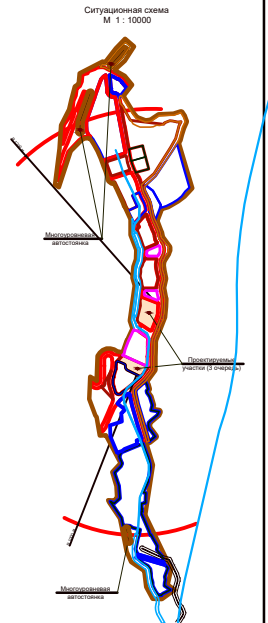 Ситуационная схема
М 1 : 10000
Многоуровневая
автостоянка
Проектируемые
участки (3 очередь)
Многоуровневая
автостоянка